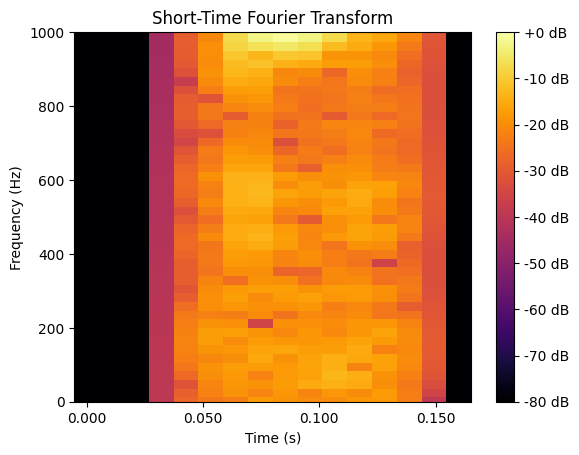 Short-Time Fourier Transform
1000
800
600
400
200
0
Frequency (Hz)
0.000
0.050
0.100
0.150
Time (s)
+0 dB
-10 dB
-20 dB
-30 dB
-40 dB
-50 dB
-60 dB
-70 dB
-80 dB